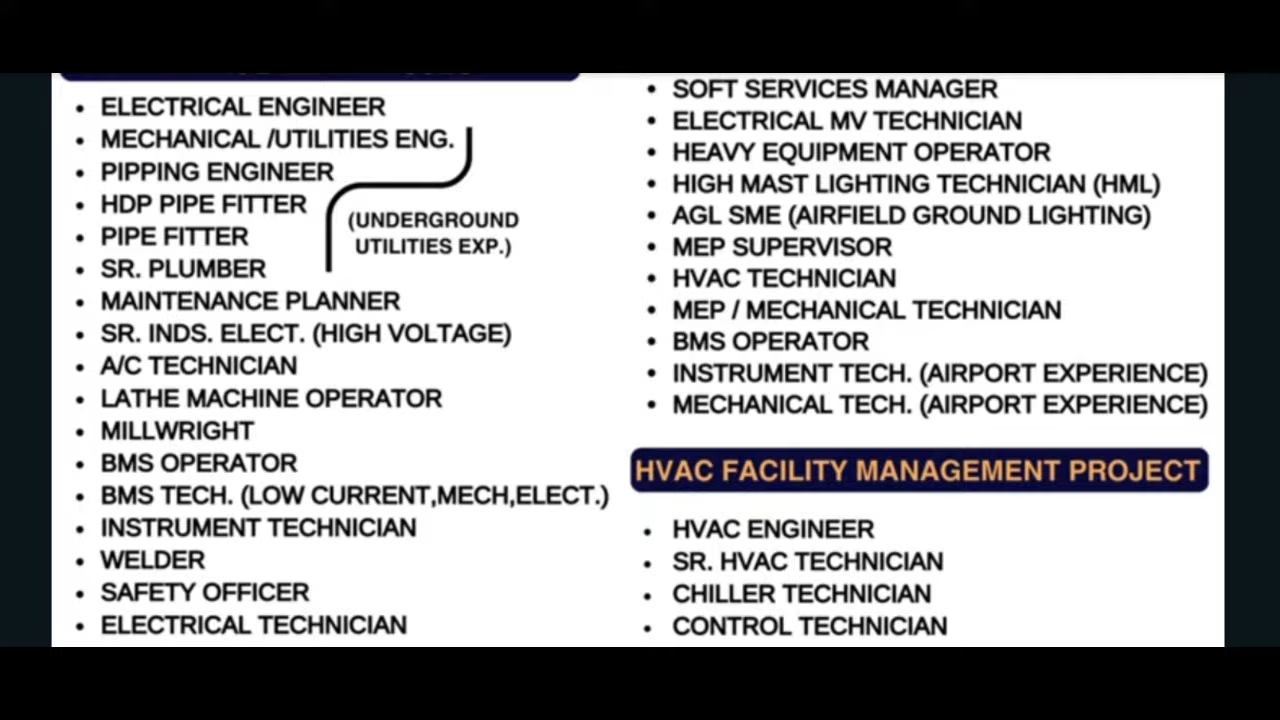 • ELECTRICAL ENGINEER
• MECHANICAL /UTILITIES ENG.
• PIPPING ENGINEER
• HDP PIPE FITTER
• PIPE FITTER
• SR. PLUMBER
(UNDERGROUND
UTILITIES EXP.)
• MAINTENANCE PLANNER
• SR. INDS. ELECT. (HIGH VOLTAGE)
• A/C TECHNICIAN
• LATHE MACHINE OPERATOR
• MILLWRIGHT
• BMS OPERATOR
• BMS TECH. (LOW CURRENT,MECH,ELECT.)
• INSTRUMENT TECHNICIAN
• WELDER
• SAFETY OFFICER
• ELECTRICAL TECHNICIAN
• SOFT SERVICES MANAGER
• ELECTRICAL MV TECHNICIAN
• HEAVY EQUIPMENT OPERATOR
• HIGH MAST LIGHTING TECHNICIAN (HML)
• AGL SME (AIRFIELD GROUND LIGHTING)
• MEP SUPERVISOR
• HVAC TECHNICIAN
• MEP / MECHANICAL TECHNICIAN
• BMS OPERATOR
• INSTRUMENT TECH. (AIRPORT EXPERIENCE)
• MECHANICAL TECH. (AIRPORT EXPERIENCE)
HVAC FACILITY MANAGEMENT PROJECT
• HVAC ENGINEER
• SR. HVAC TECHNICIAN
• CHILLER TECHNICIAN
• CONTROL TECHNICIAN